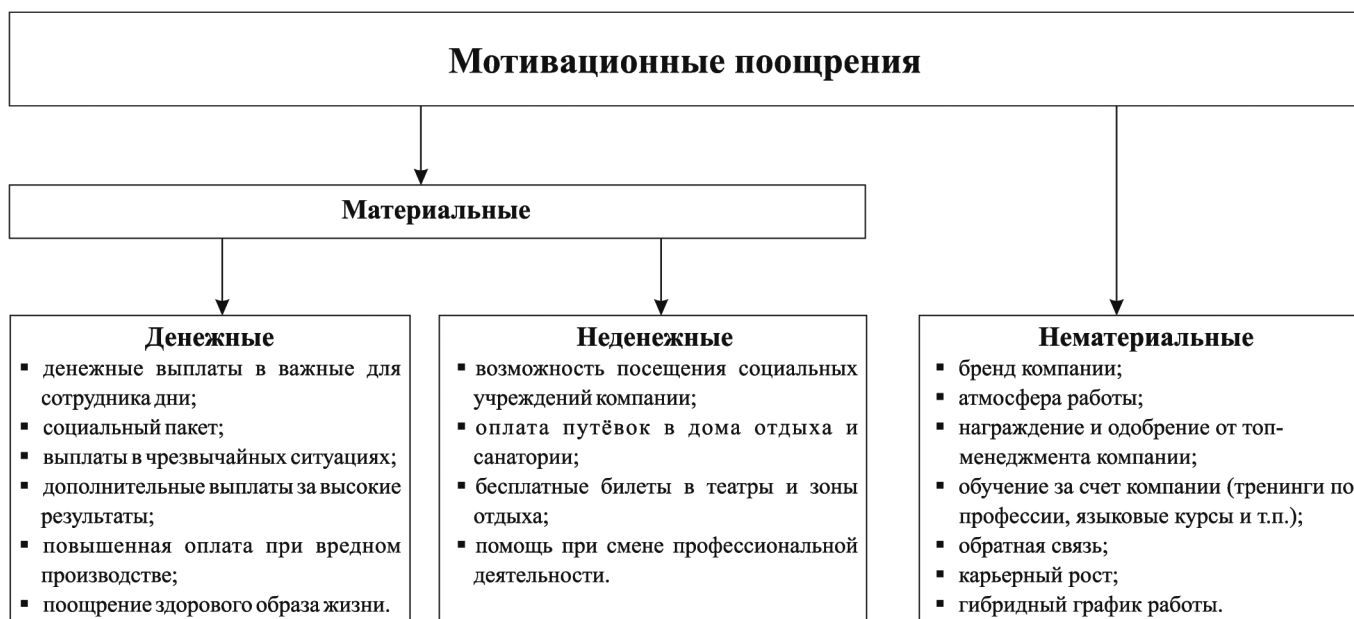 Мотивационные поощрения
Материальные
Денежные
▪ денежные выплаты в важные для
сотрудника дни;
▪ социальный пакет;
▪ выплаты в чрезвычайных ситуациях;
▪ дополнительные выплаты за высокие
результаты;
▪ повышенная оплата при вредном
производстве;
▪ поощрение здорового образа жизни.
Неденежные
▪ возможность посещения социальных
учреждений компании;
▪ оплата путёвок в дома отдыха и
санатории;
▪ бесплатные билеты в театры и зоны
отдыха;
▪ помощь при смене профессиональной
деятельности.
Нематериальные
▪ бренд компании;
▪ атмосфера работы;
▪ награждение и одобрение от топ-
менеджмента компании;
▪ обучение за счет компании (тренинги по
профессии, языковые курсы и т.п.);
▪ обратная связь;
▪ карьерный рост;
▪ гибридный график работы.